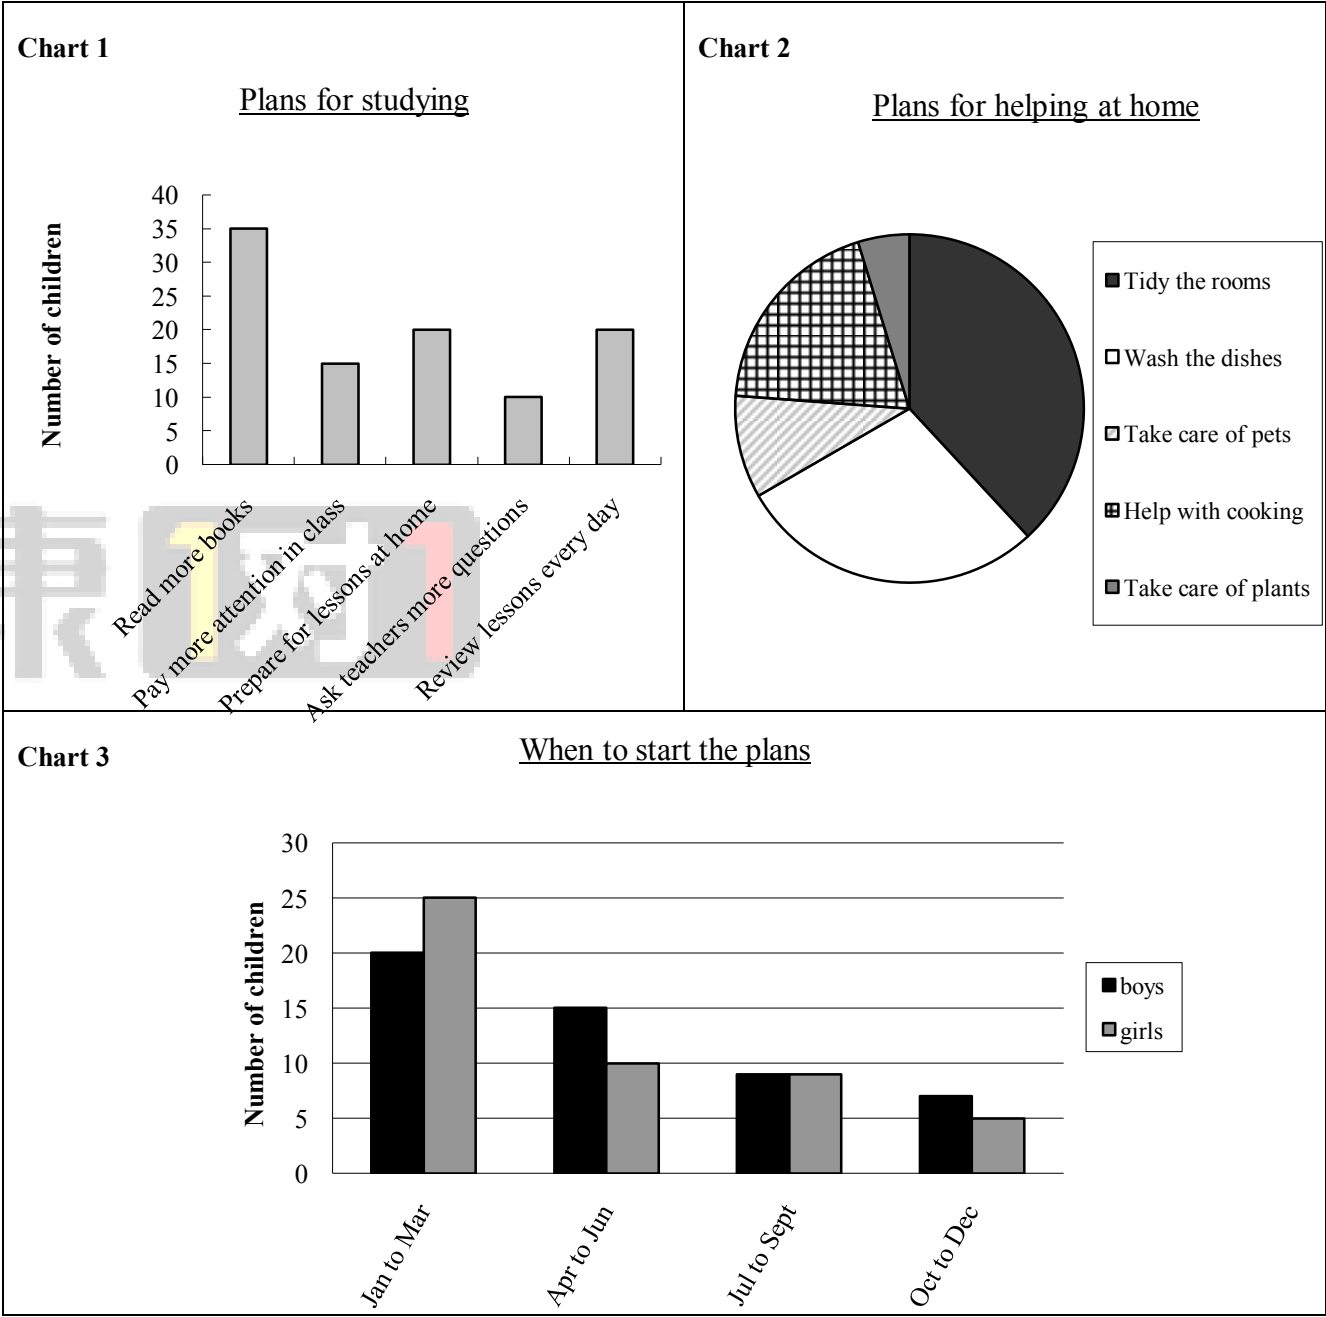 Chart 1
Plans for studying
Number of children
40
35
30
25
20
15
10
5
0
Read more books
Pay more attention in class
Prepare for lessons at home
Ask teachers more questions
Review lessons every day
Chart 2
Plans for helping at home
Tidy the rooms
Wash the dishes
Take care of pets
Help with cooking
Take care of plants
Chart 3
When to start the plans
Number of children
30
25
20
15
10
5
0
Jan to Mar
Apr to Jun
Jul to Sept
Oct to Dec
boys
girls